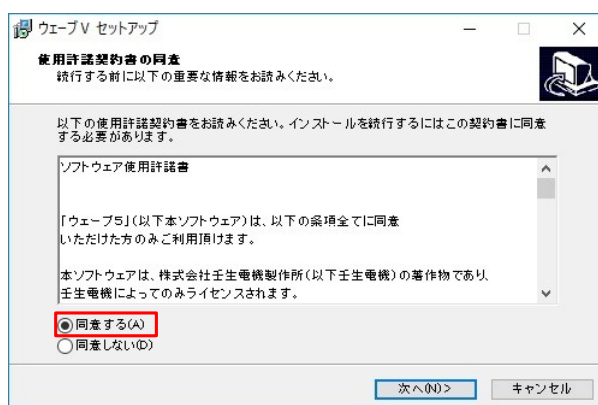 ウェーブV セットアップ
使用許諾契約書の同意
続行する前に以下の重要な情報をお読みください。
以下の使用許諾契約書をお読みください。インストールを続行するにはこの契約書に同意
する必要があります。
ソフトウェア使用許諾書
「ウェーブ5」(以下本ソフトウェア)は、以下の条項全てに同意
いただけた方のみご利用頂けます。
本ソフトウェアは、株式会社壬生電機製作所(以下壬生電機)の著作物であり、
壬生電機によってのみライセンスされます。
同意する(A)
同意しない(D)
次へ(N)>
キャンセル